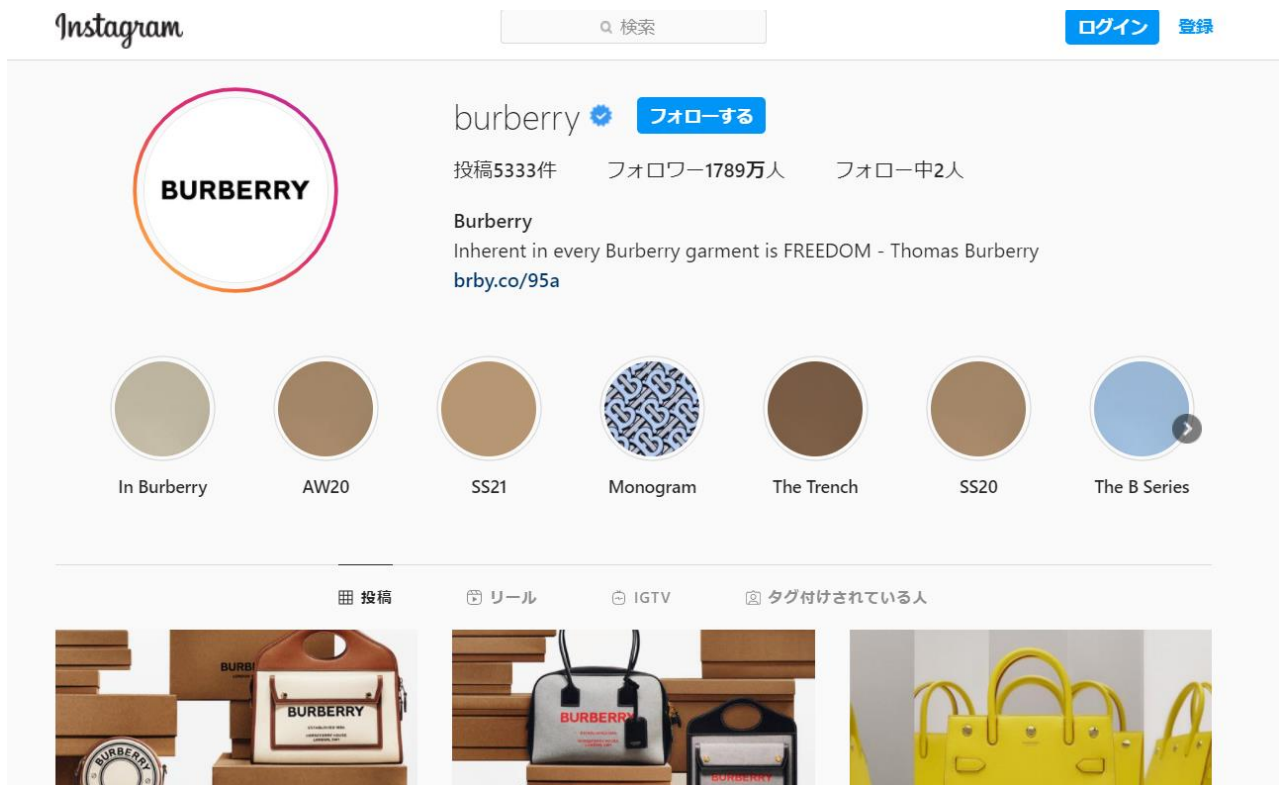 Instagram
検索
ログイン 登録
BURBERRY
burberry フォローする
投稿5333件 フォロワー1789万人 フォロー中2人
Burberry
Inherent in every Burberry garment is FREEDOM - Thomas Burberry
brby.co/95a
In Burberry AW20 SS21 Monogram The Trench SS20 The B Series
投稿 リール IGTV タグ付けされている人
BURBERRY
BURBERRY
BURBERRY
BURBERRY